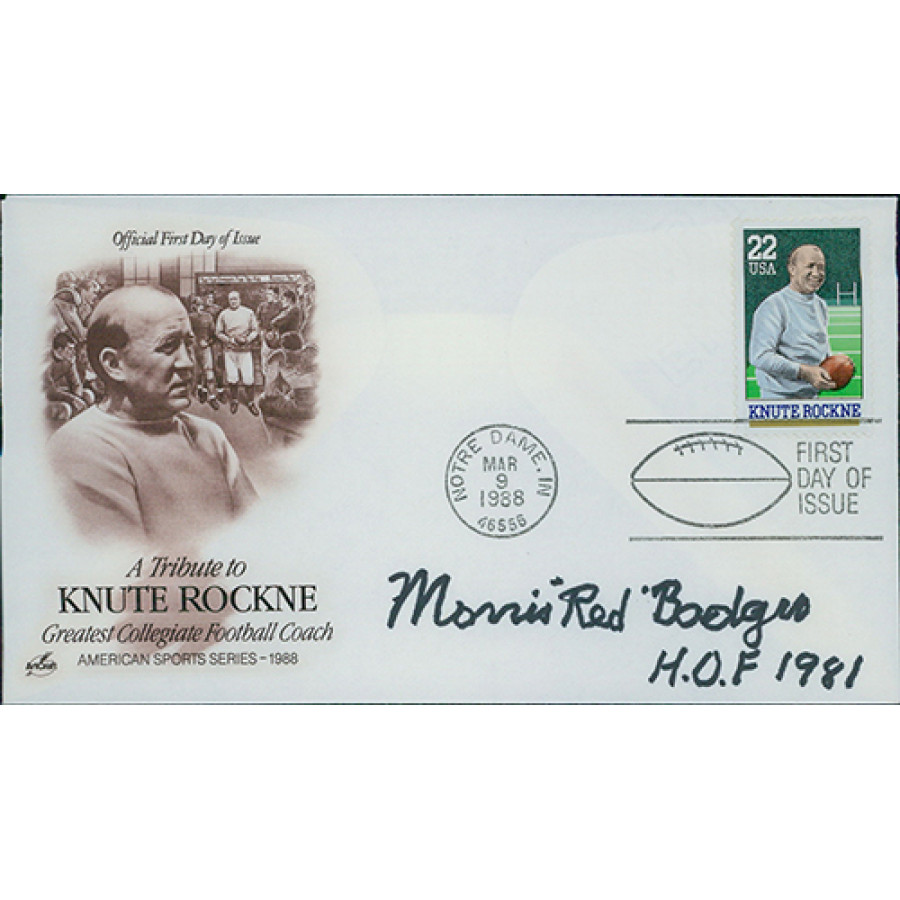 Official First Day of Issue
22
USA
KNUTE ROCKNE
NOTRE DAME, IN
MAR
9
1988
46556
FIRST
DAY OF
ISSUE
A Tribute to
KNUTE ROCKNE
Greatest Collegiate Football Coach
AMERICAN SPORTS SERIES - 1988
ArtCraft
Morris "Red" Badgro
H.O.F 1981